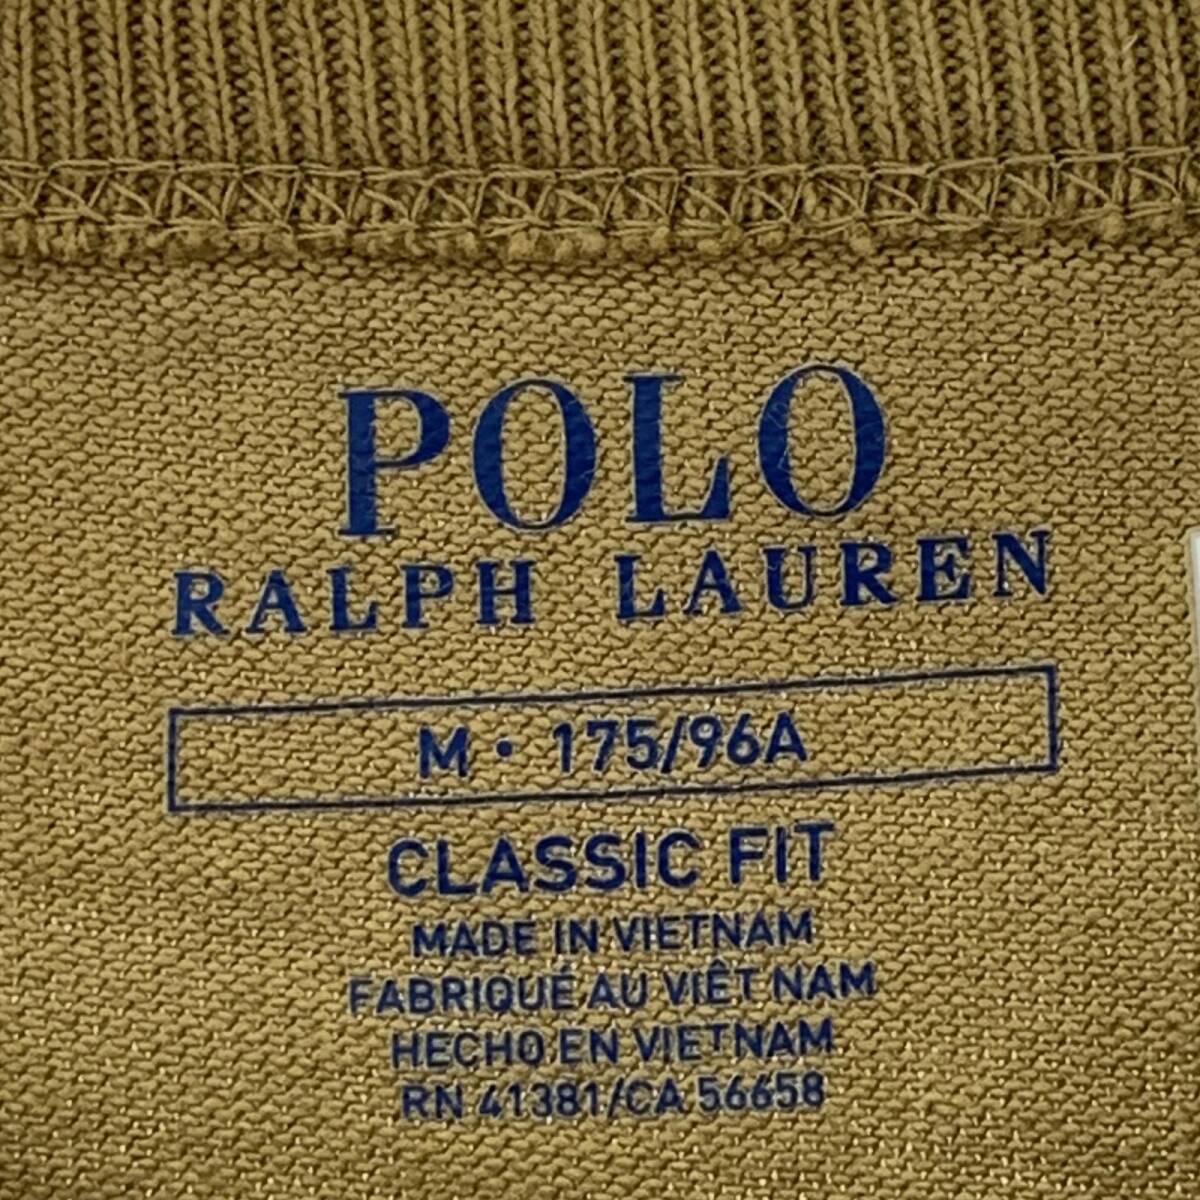 POLO
RALPH LAUREN
M • 175/96A
CLASSIC FIT
MADE IN VIETNAM
FABRIQUÉ AU VIÊT NAM
HECHO EN VIETNAM
RN 41381/CA 56658